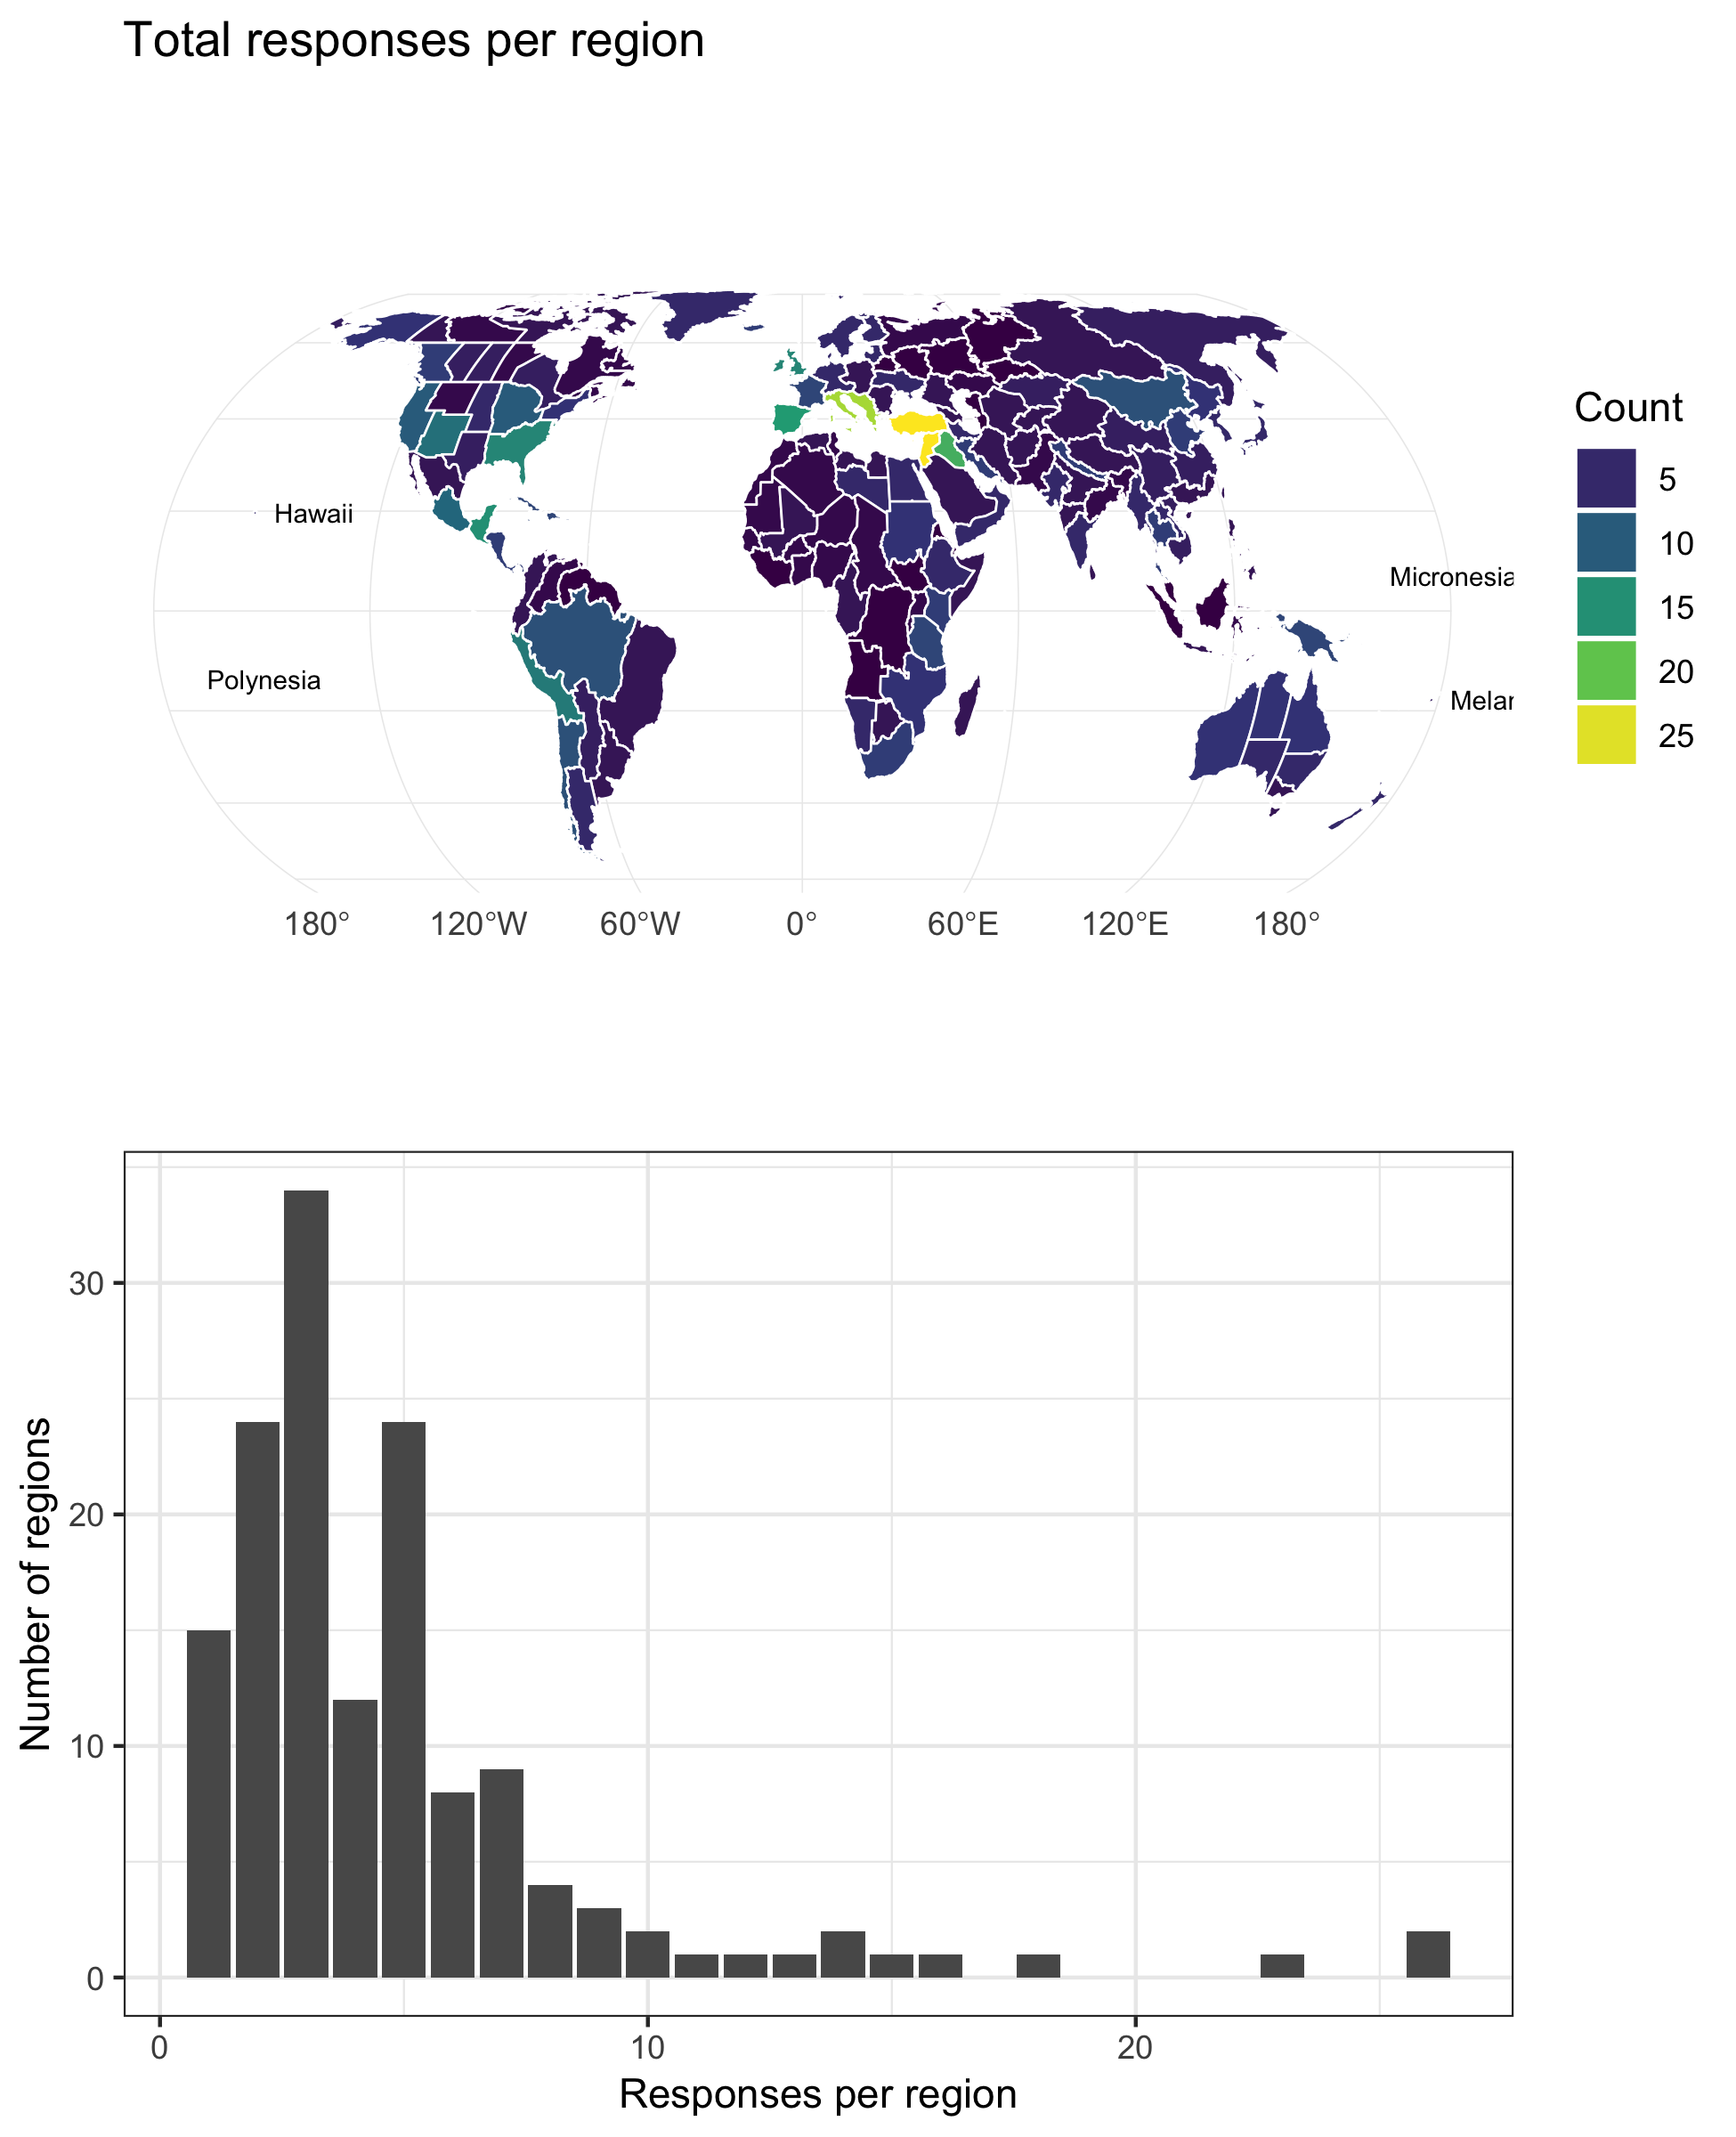 Total responses per region
Count
5
10
15
20
25
Hawaii
Micronesia
Polynesia
Melar
180°
120°W
60°W
0°
60°E
120°E
180°
Number of regions
30
20
10
0
0
10
20
Responses per region